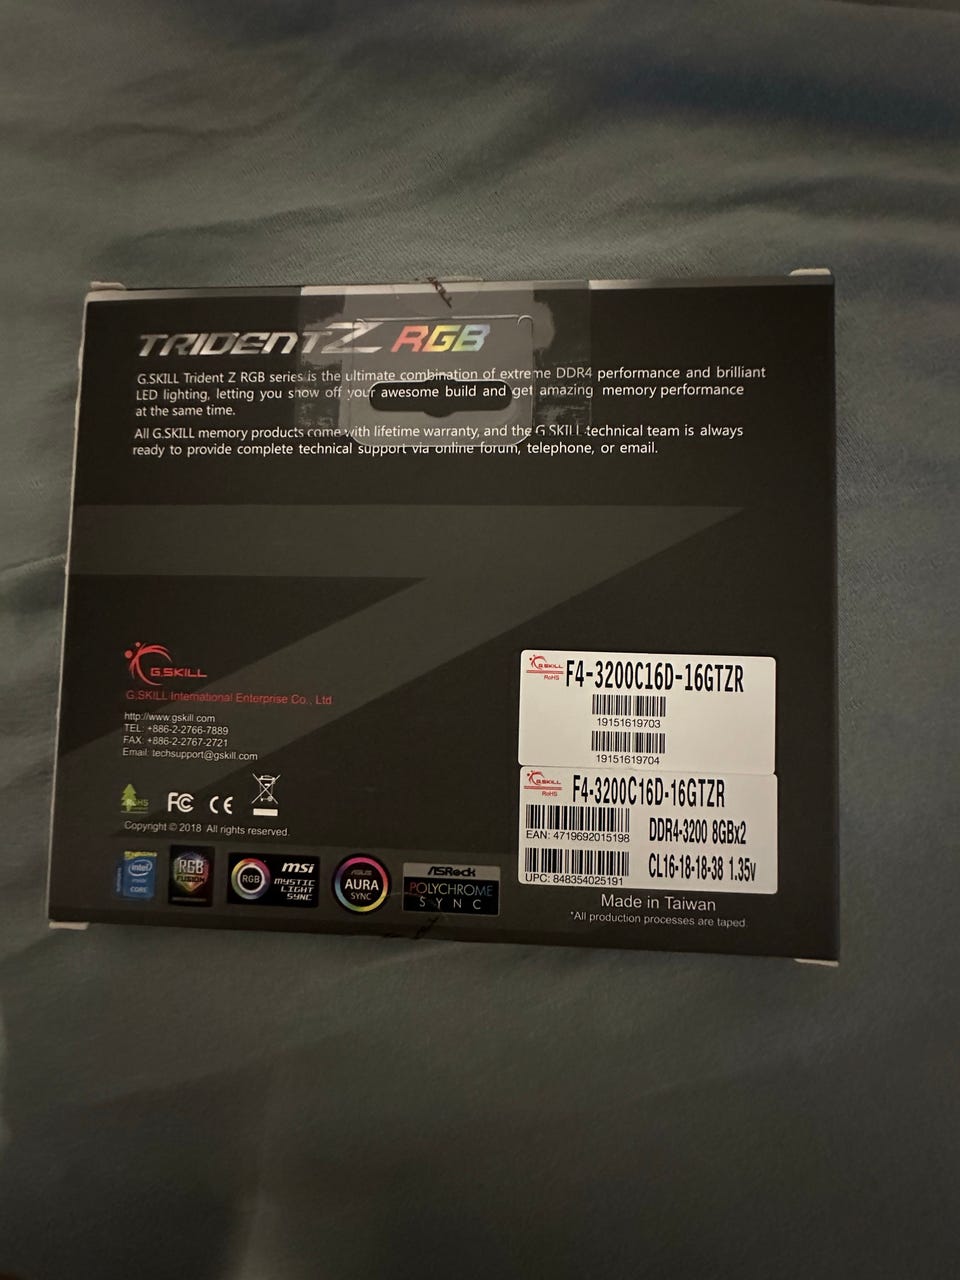 TRIDENTZ RGB
G.SKILL Trident Z RGB series is the ultimate combination of extreme DDR4 performance and brilliant
LED lighting, letting you show off your awesome build and get amazing memory performance
at the same time.
All G.SKILL memory products come with lifetime warranty, and the G.SKILL technical team is always
ready to provide complete technical support via online forum, telephone, or email.
G.SKILL
G.SKILL International Enterprise Co., Ltd
http://www.gskill.com
TEL: +886-2-2766-7889
FAX: +886-2-2767-2721
Email: techsupport@gskill.com
RoHS FC CE
Copyright © 2018 All rights reserved.
intel
inside
CORE
RGB
FUSION
RGB
msi
MYSTIC
LIGHT
SYNC
ASUS
AURA
SYNC
ASRock
POLYCHROME
SYNC
G.SKILL
RoHS
F4-3200C16D-16GTZR
19151619703
19151619704
G.SKILL
RoHS
F4-3200C16D-16GTZR
EAN: 4719692015198
DDR4-3200 8GBx2
UPC: 848354025191
CL16-18-18-38 1.35v
Made in Taiwan
*All production processes are taped.